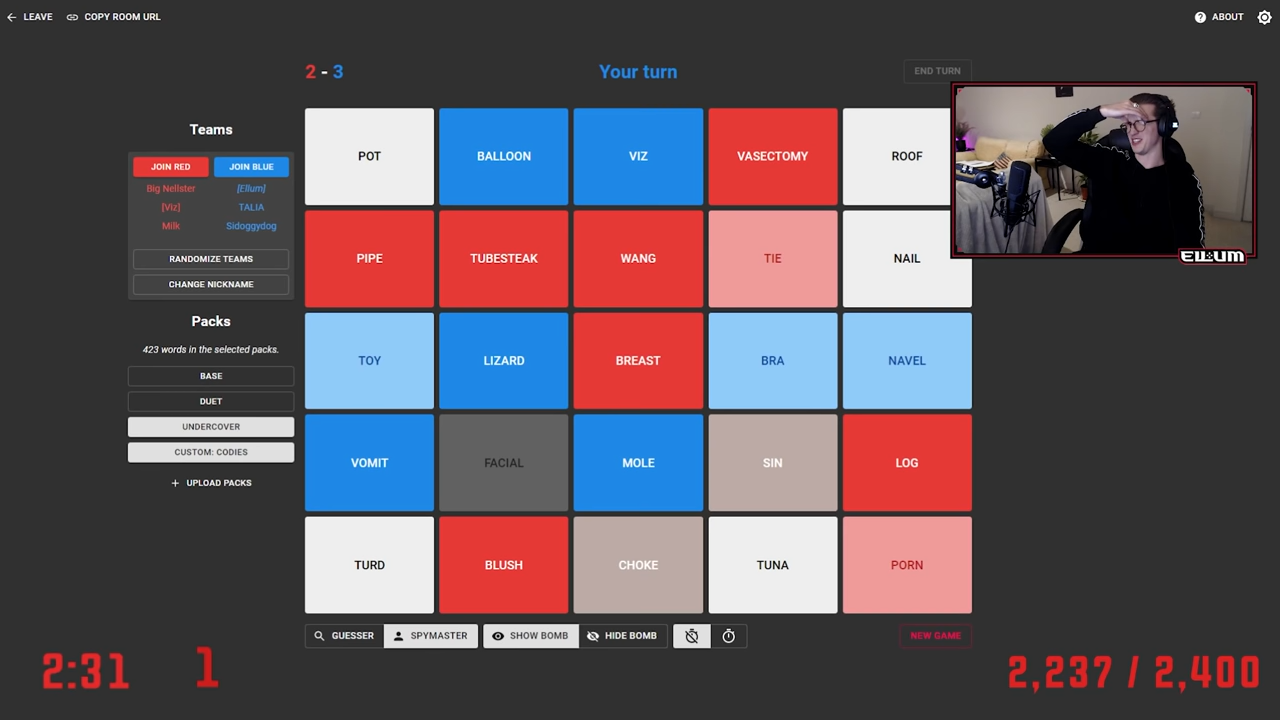 LEAVE
COPY ROOM URL
ABOUT
2 - 3
Your turn
END TURN
Teams
JOIN RED
JOIN BLUE
Big Nellster
[Ellum]
[Viz]
TALIA
Milk
Sidoggydog
RANDOMIZE TEAMS
CHANGE NICKNAME
Packs
423 words in the selected packs.
BASE
DUET
UNDERCOVER
CUSTOM: CODIES
+ UPLOAD PACKS
POT
BALLOON
VIZ
VASECTOMY
ROOF
PIPE
TUBESTEAK
WANG
TIE
NAIL
TOY
LIZARD
BREAST
BRA
NAVEL
VOMIT
FACIAL
MOLE
SIN
LOG
TURD
BLUSH
CHOKE
TUNA
PORN
ELLUM
GUESSER
SPYMASTER
SHOW BOMB
HIDE BOMB
NEW GAME
2:31
1
2,237 / 2,400